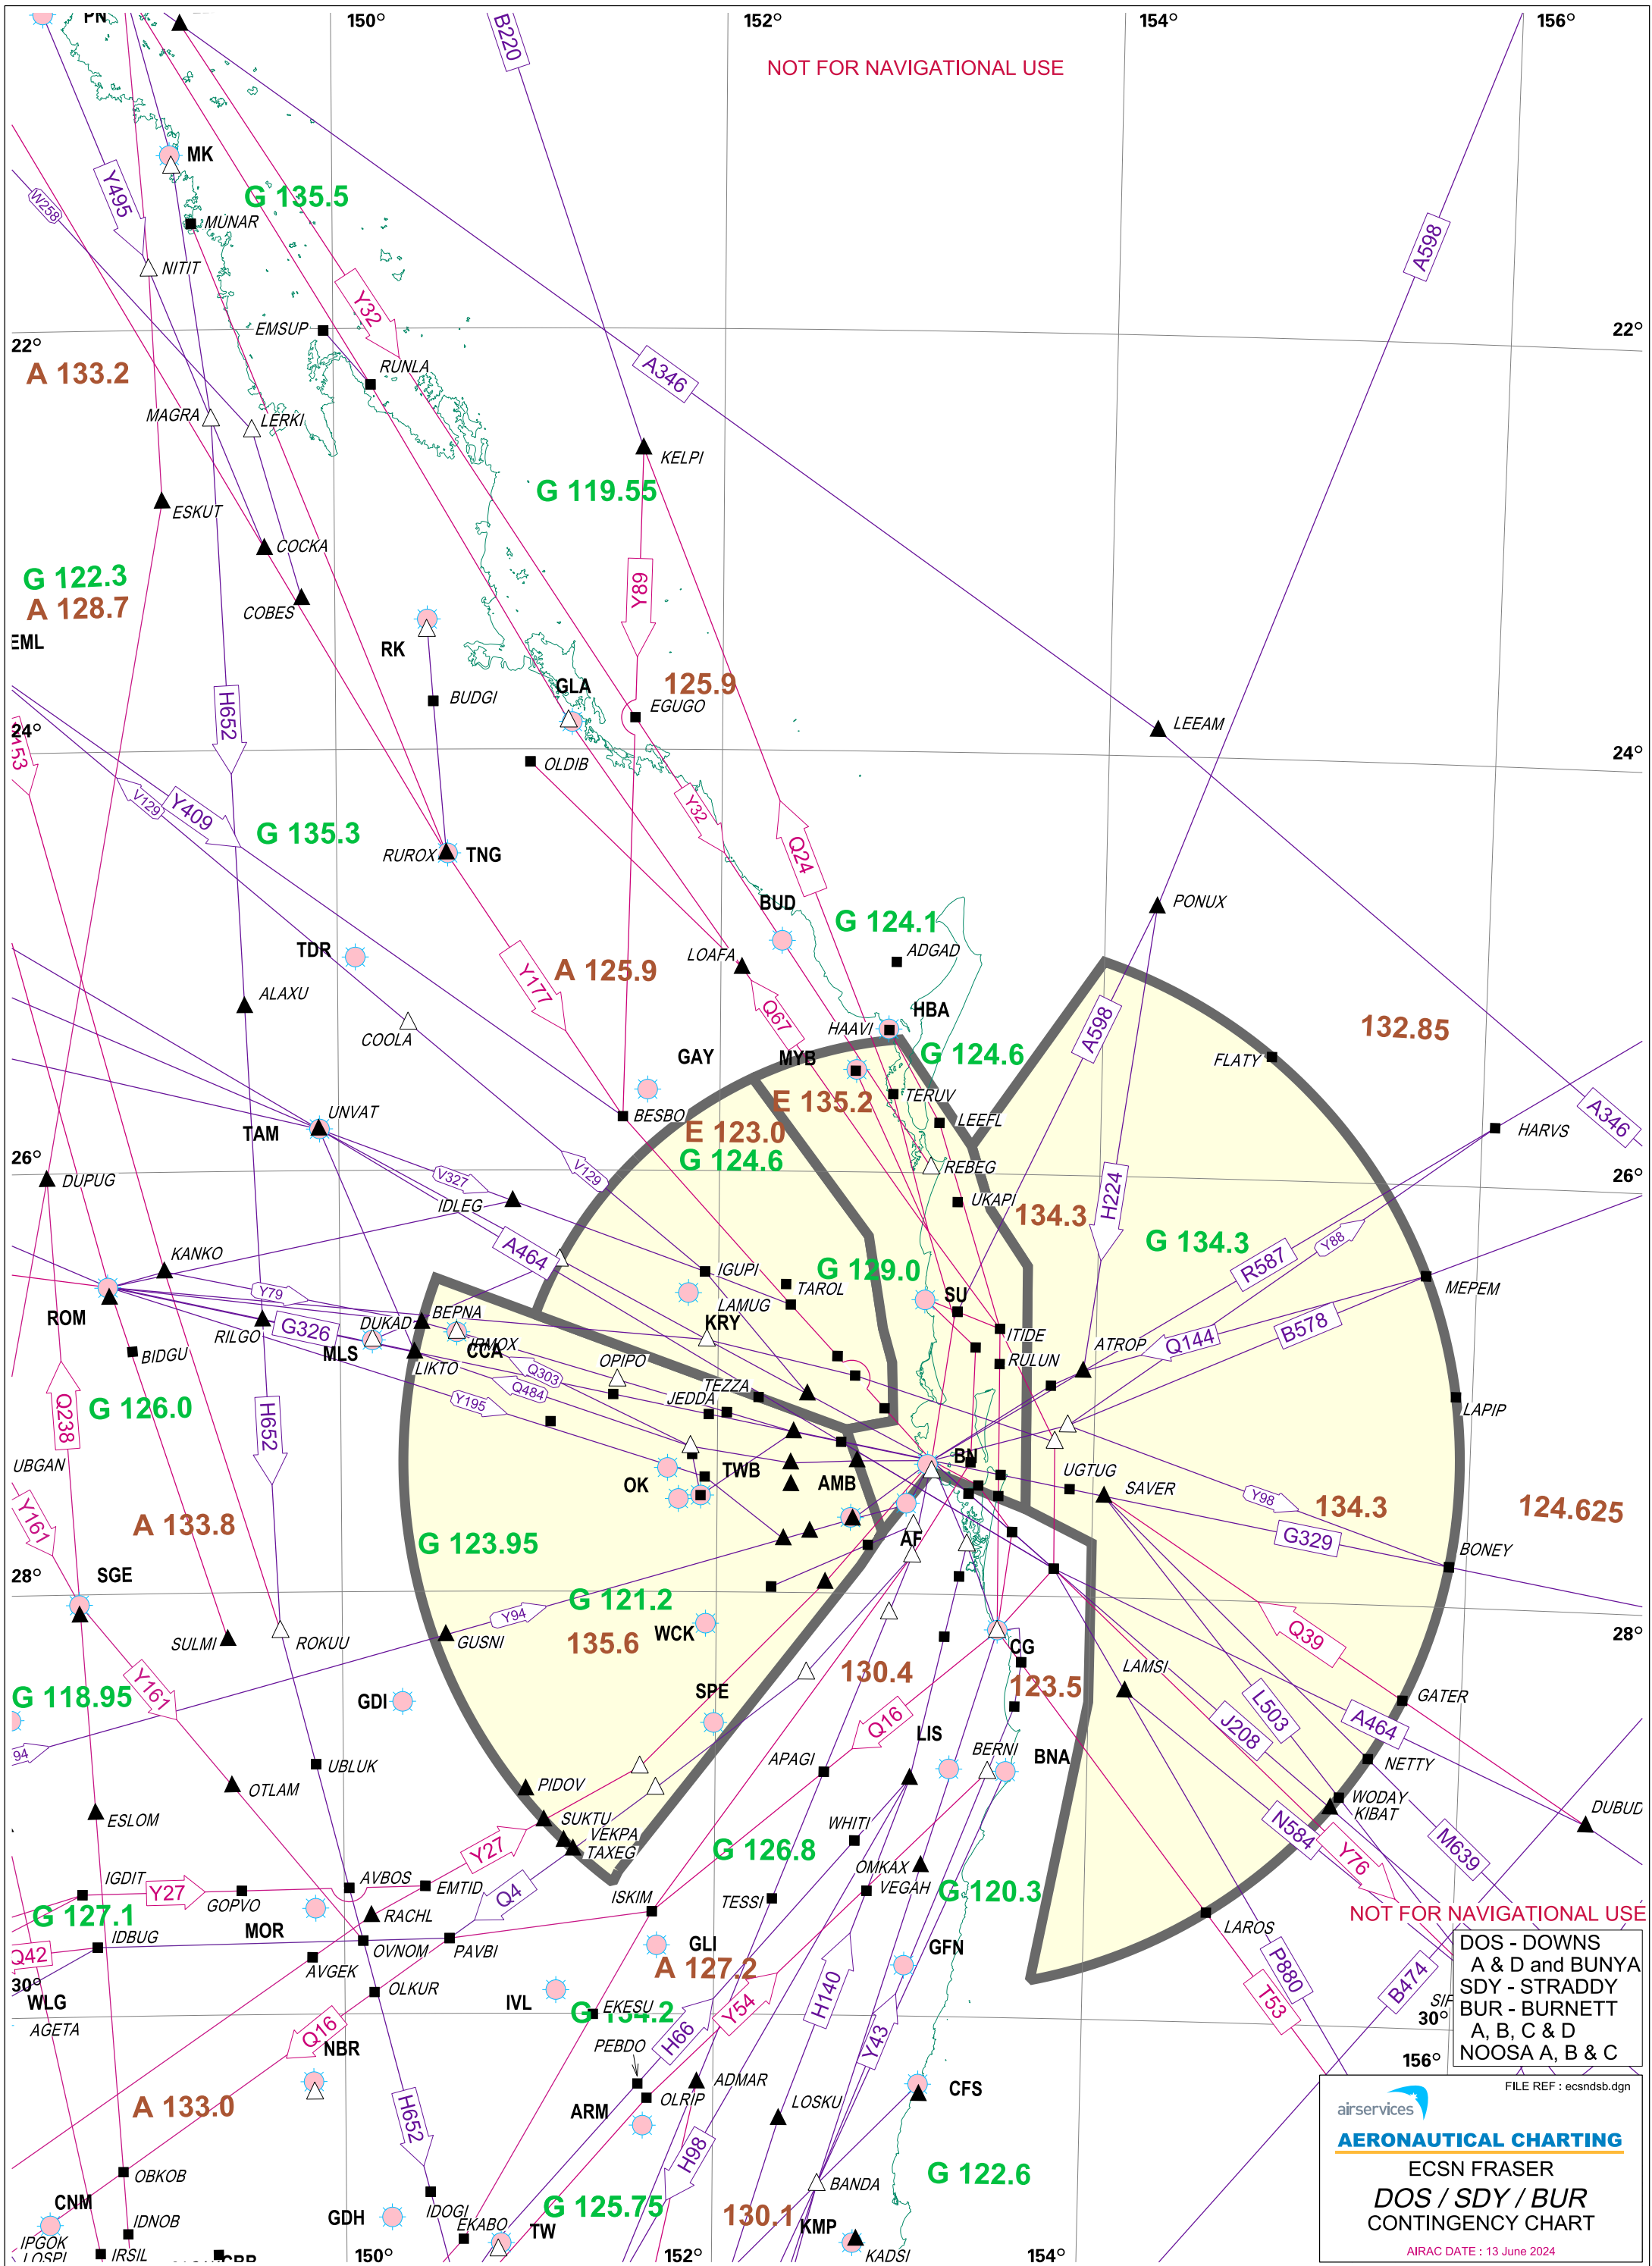 150°
152°
154°
156°
PN
B220
NOT FOR NAVIGATIONAL USE
MK
G 135.5
Y495
W258
MUNAR
A598
NITIT
Y32
EMSUP
22°
22°
RUNLA
A 133.2
A346
MAGRA
LERKI
KELPI
G 119.55
ESKUT
COCKA
G 122.3
A 128.7
Y89
COBES
EML
RK
GLA
125.9
BUDGI
EGUGO
H652
LEEAM
24°
24°
OLDIB
V129
Y409
Y32
G 135.3
RUROX
TNG
Q24
BUD
G 124.1
PONUX
TDR
LOAFA
ADGAD
A 125.9
Y177
ALAXU
Q67
HBA
HAAVI
A598
132.85
COOLA
GAY
MYB
G 124.6
FLATY
E 135.2
TERUV
BESBO
UNVAT
LEEFL
A346
TAM
E 123.0
HARVS
G 124.6
26°
V129
REBEG
26°
DUPUG
V327
UKAPI
H224
IDLEG
134.3
G 134.3
Y88
KANKO
A464
R587
IGUPI
G 129.0
TAROL
Y79
SU
MEPEM
LAMUG
ROM
BEPNA
DUKAD
KRY
G326
RILGO
IPMOX
ITIDE
B578
MLS
CCA
ATROP
Q144
BIDGU
LIKTO
RULUN
OPIPO
Q303
TEZZA
Q484
JEDDA
G 126.0
Y195
LAPIP
Q238
H652
BN
UBGAN
TWB
UGTUG
OK
AMB
SAVER
Y98
134.3
124.625
Y161
A 133.8
G329
G 123.95
AF
BONEY
28°
SGE
G 121.2
Y94
135.6
WCK
Q39
28°
SULMI
ROKUU
GUSNI
CG
130.4
LAMSI
Y161
SPE
123.5
G 118.95
GDI
GATER
L503
Q16
A464
J208
LIS
94
BERNI
BNA
UBLUK
APAGI
NETTY
OTLAM
PIDOV
WODAY
KIBAT
DUBUD
ESLOM
SUKTU
VEKPA
WHITI
N584
TAXEG
Y27
G 126.8
M639
Y76
OMKAX
IGDIT
AVBOS
VEGAH
Y27
EMTID
Q4
GOPVO
TESSI
G 120.3
ISKIM
G 127.1
RACHL
LAROS
NOT FOR NAVIGATIONAL USE
IDBUG
MOR
OVNOM
PAVBI
GLI
GFN
DOS - DOWNS
Q42
AVGEK
A 127.2
A & D and BUNYA
30°
OLKUR
IVL
P880
SDY - STRADDY
WLG
H140
B474
BUR - BURNETT
AGETA
EKESU
Y54
T53
30°
A, B, C & D
Q16
H66
Y43
NOOSA A, B & C
NBR
PEBDO
156°
ADMAR
CFS
FILE REF : ecsndsb.dgn
OLRIP
A 133.0
ARM
LOSKU
airservices
H652
AERONAUTICAL CHARTING
H98
ECSN FRASER
OBKOB
BANDA
G 122.6
DOS / SDY / BUR
CNM
IDOGI
G 125.75
CONTINGENCY CHART
IDNOB
GDH
EKABO
130.1
KMP
IPGOK
TW
LOSPI
IRSIL
150°
152°
KADSI
154°
AIRAC DATE : 13 June 2024